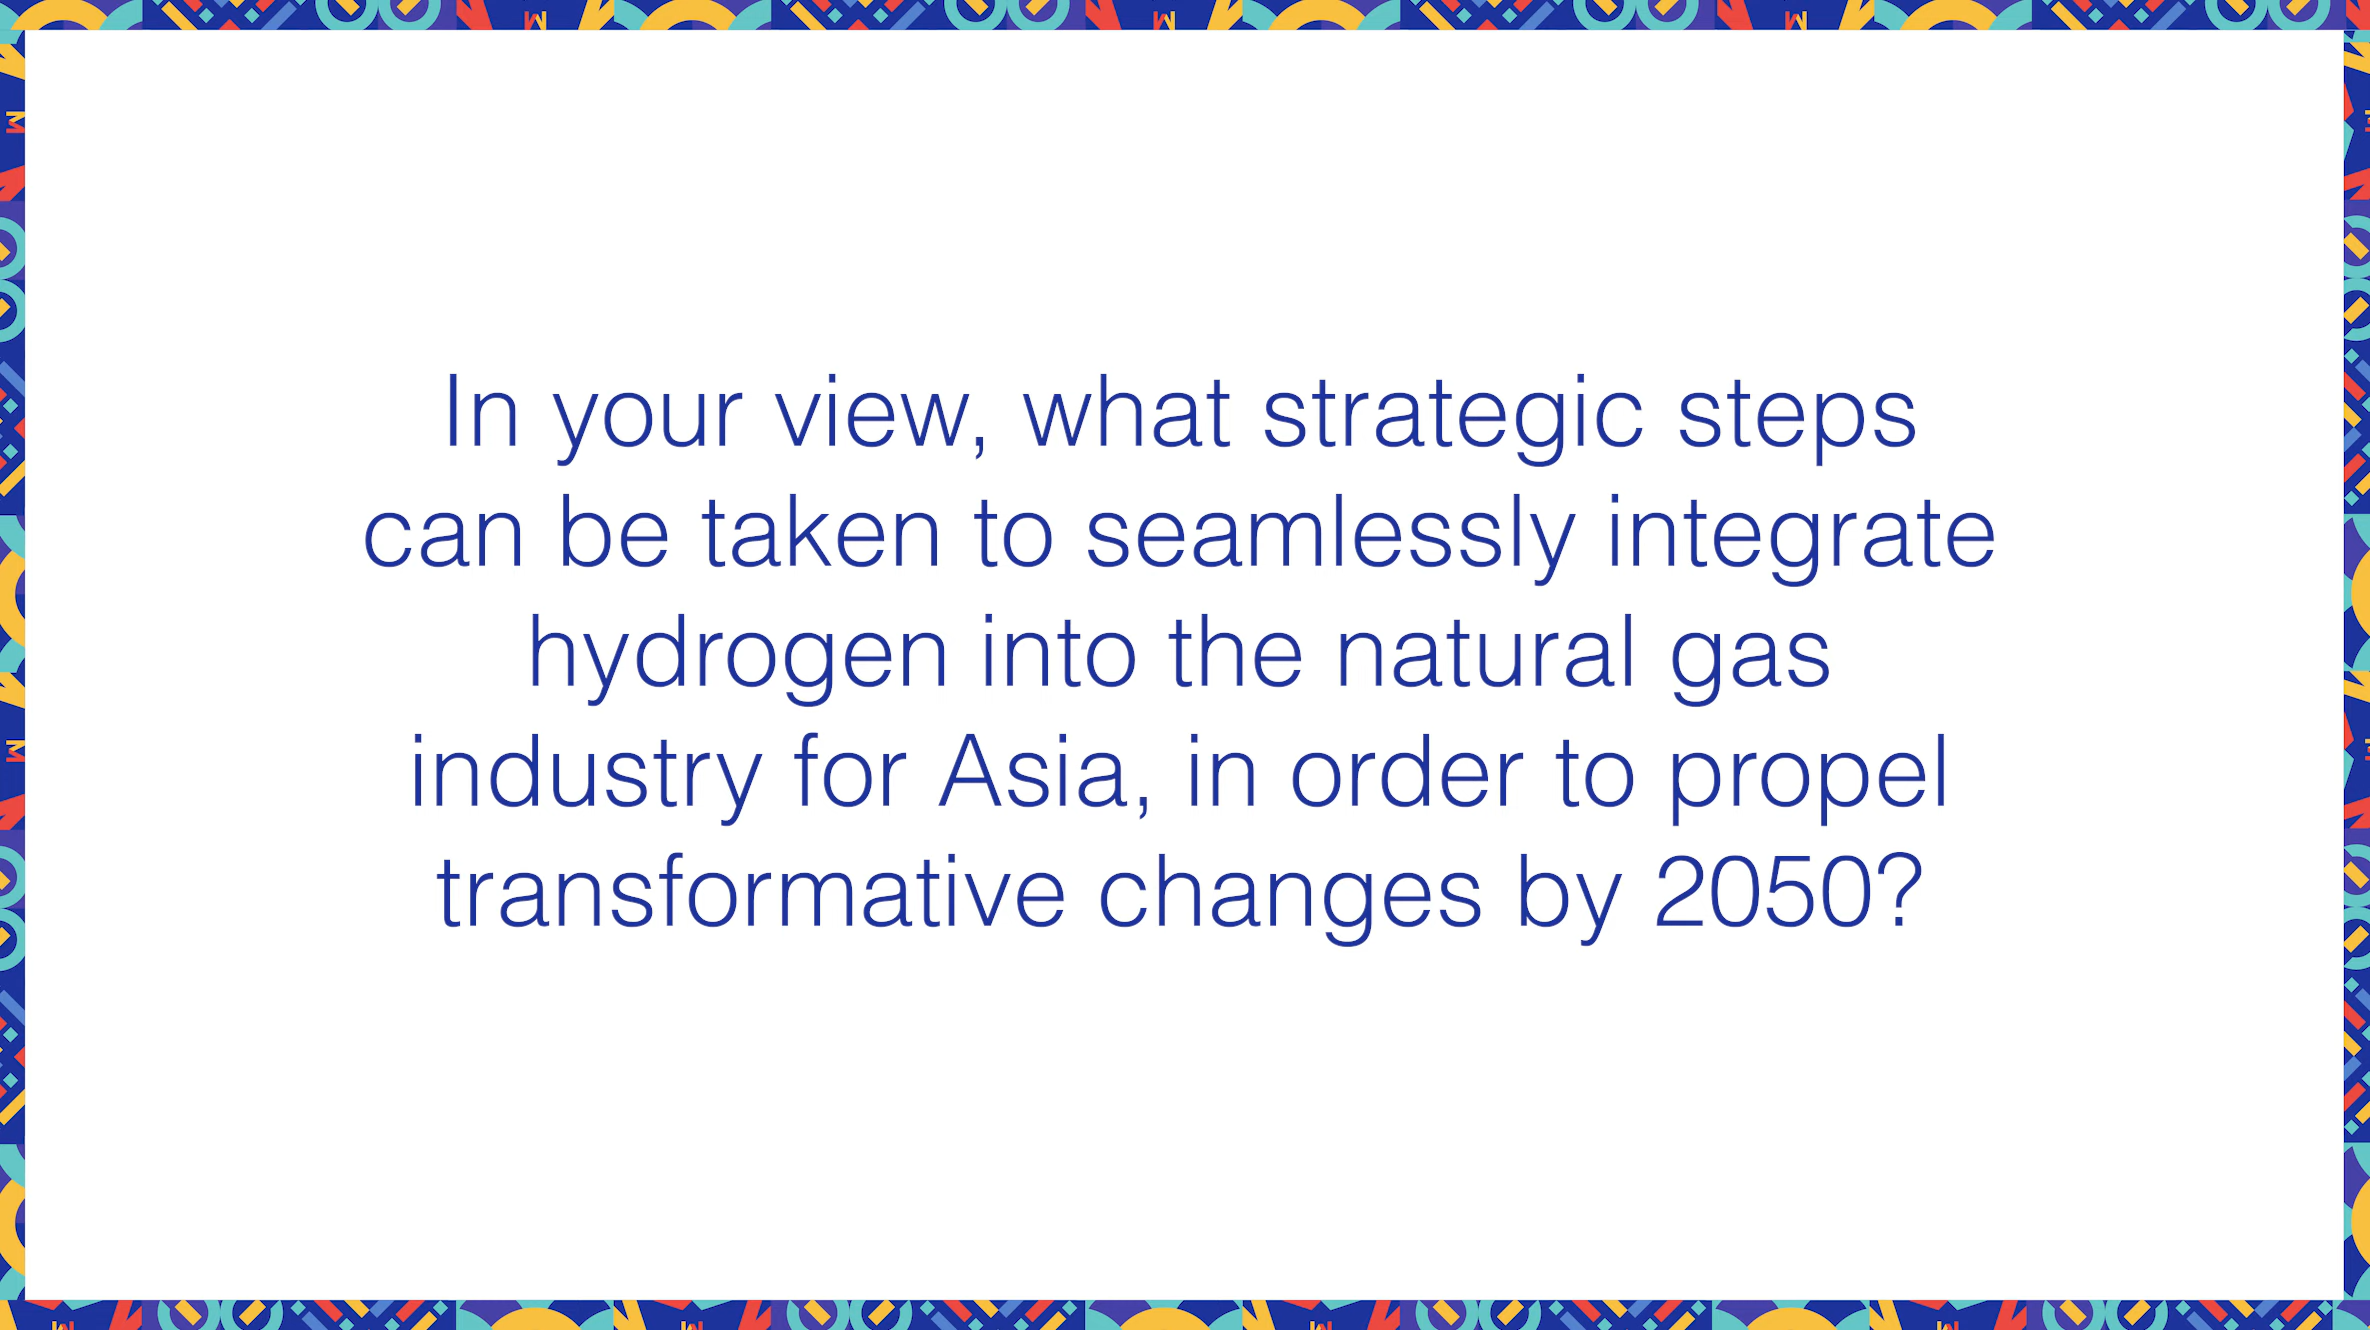 In your view, what strategic steps
can be taken to seamlessly integrate
hydrogen into the natural gas
industry for Asia, in order to propel
transformative changes by 2050?